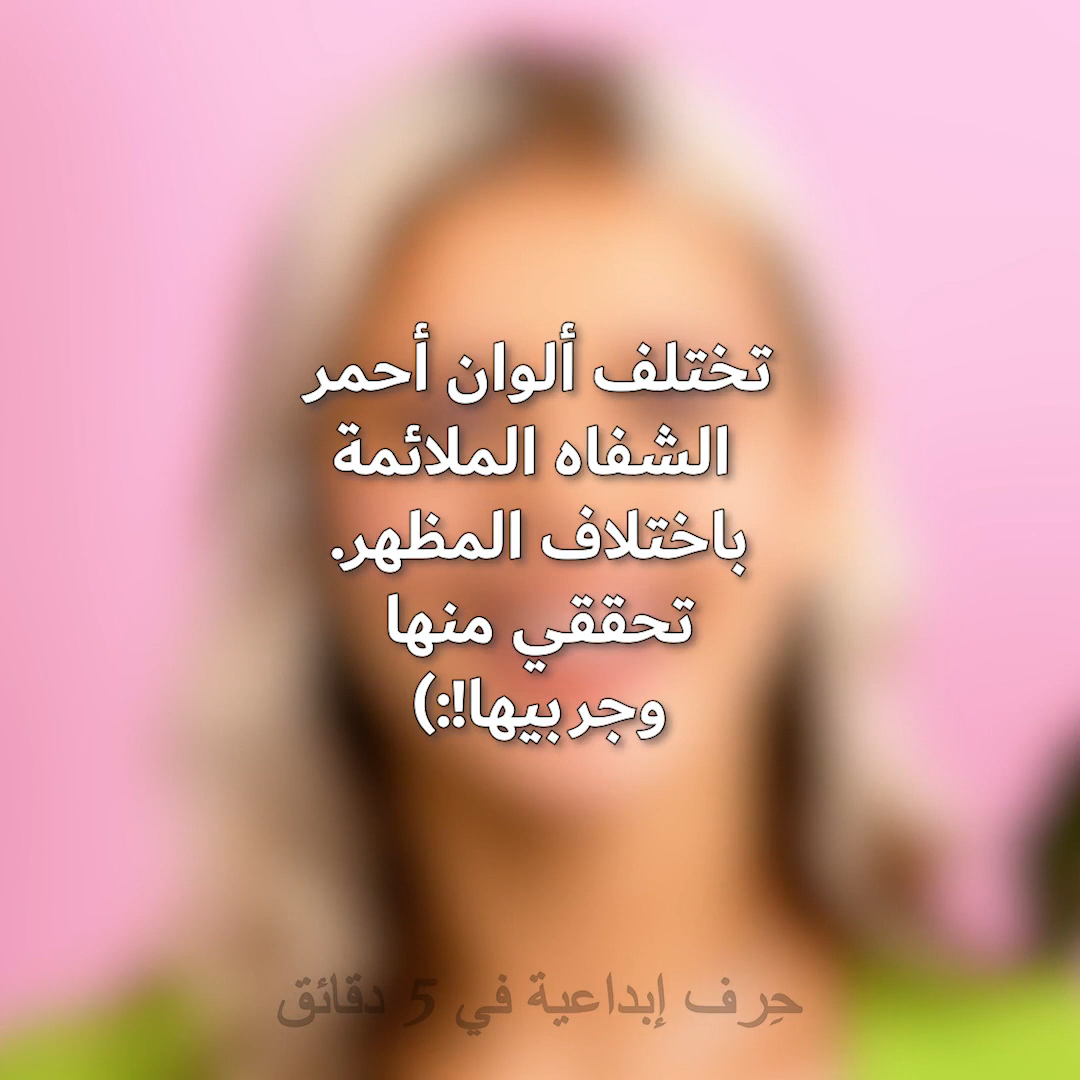 تختلف ألوان أحمر
الشفاه الملائمة
باختلاف المظهر.
تحققي منها
وجربيها!:)
حِرف إبداعية في 5 دقائق